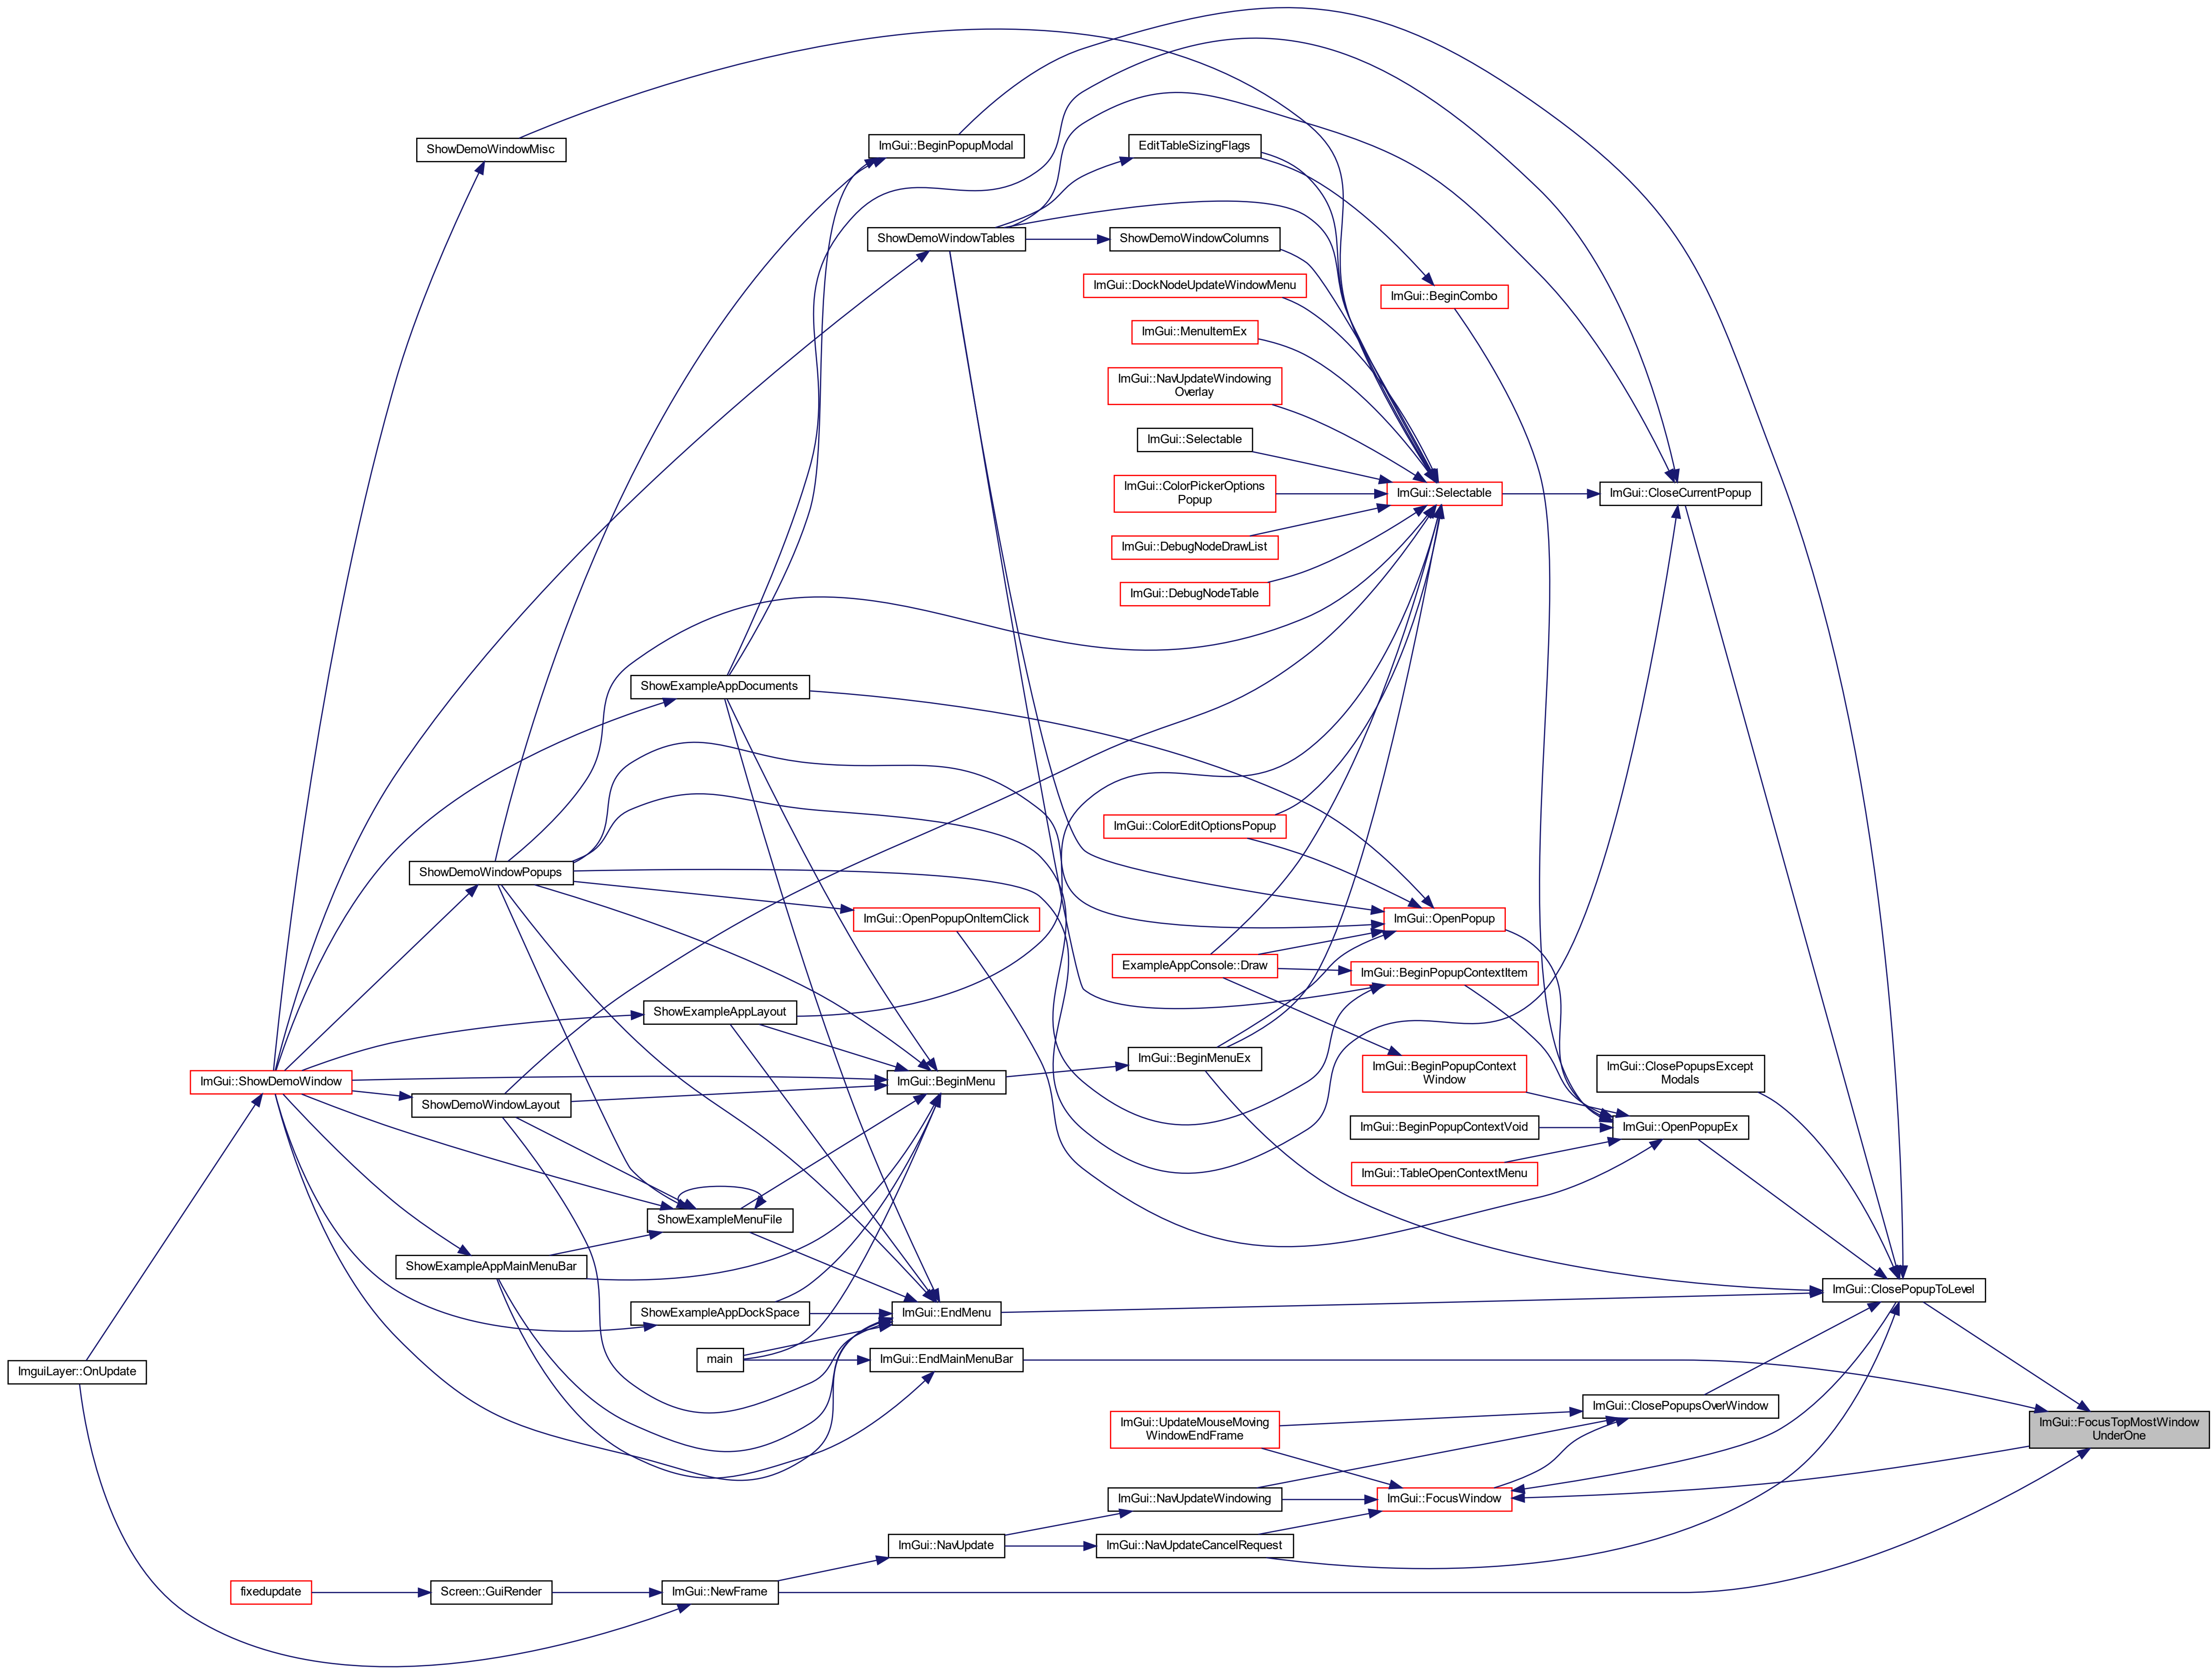 ShowDemoWindowMisc
ImGui::BeginPopupModal
EditTableSizingFlags
ShowDemoWindowTables
ShowDemoWindowColumns
ImGui::DockNodeUpdateWindowMenu
ImGui::BeginCombo
ImGui::MenuItemEx
ImGui::NavUpdateWindowing
Overlay
ImGui::Selectable
ImGui::ColorPickerOptions
Popup
ImGui::Selectable
ImGui::CloseCurrentPopup
ImGui::DebugNodeDrawList
ImGui::DebugNodeTable
ShowExampleAppDocuments
ImGui::ColorEditOptionsPopup
ShowDemoWindowPopups
ImGui::OpenPopupOnItemClick
ImGui::OpenPopup
ExampleAppConsole::Draw
ImGui::BeginPopupContextItem
ShowExampleAppLayout
ImGui::BeginMenuEx
ImGui::BeginPopupContext
Window
ImGui::ClosePopupsExcept
Modals
ImGui::ShowDemoWindow
ImGui::BeginMenu
ShowDemoWindowLayout
ImGui::BeginPopupContextVoid
ImGui::OpenPopupEx
ImGui::TableOpenContextMenu
ShowExampleMenuFile
ShowExampleAppMainMenuBar
ImGui::ClosePopupToLevel
ShowExampleAppDockSpace
ImGui::EndMenu
main
ImGui::EndMainMenuBar
ImguiLayer::OnUpdate
ImGui::ClosePopupsOverWindow
ImGui::UpdateMouseMoving
WindowEndFrame
ImGui::FocusTopMostWindow
UnderOne
ImGui::NavUpdateWindowing
ImGui::FocusWindow
ImGui::NavUpdate
ImGui::NavUpdateCancelRequest
fixedupdate
Screen::GuiRender
ImGui::NewFrame